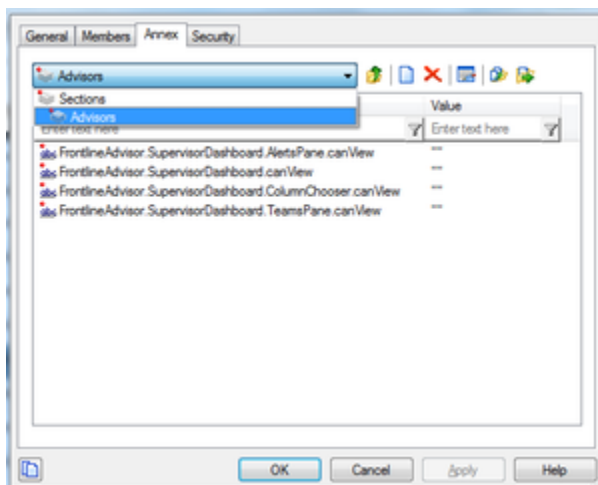 General Members Annex Security
Advisors
Sections
Advisors
Value
Enter text here Enter text here
FrontlineAdvisor.SupervisorDashboard.AlertsPane.canView ""
FrontlineAdvisor.SupervisorDashboard.canView ""
FrontlineAdvisor.SupervisorDashboard.ColumnChooser.canView ""
FrontlineAdvisor.SupervisorDashboard.TeamsPane.canView ""
OK Cancel Apply Help